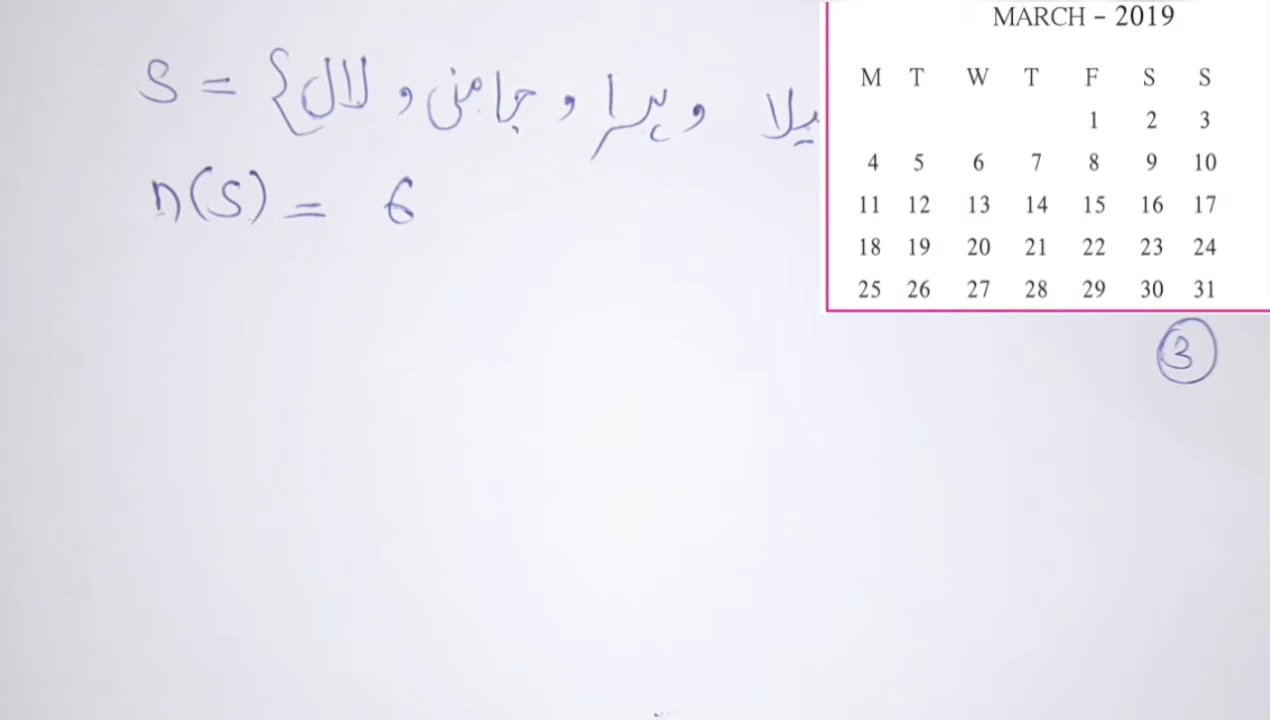 S = { لال و جامنی و ہرا و پیلا
n(S) = 6
MARCH – 2019
M T W T F S S
1 2 3
4 5 6 7 8 9 10
11 12 13 14 15 16 17
18 19 20 21 22 23 24
25 26 27 28 29 30 31
3